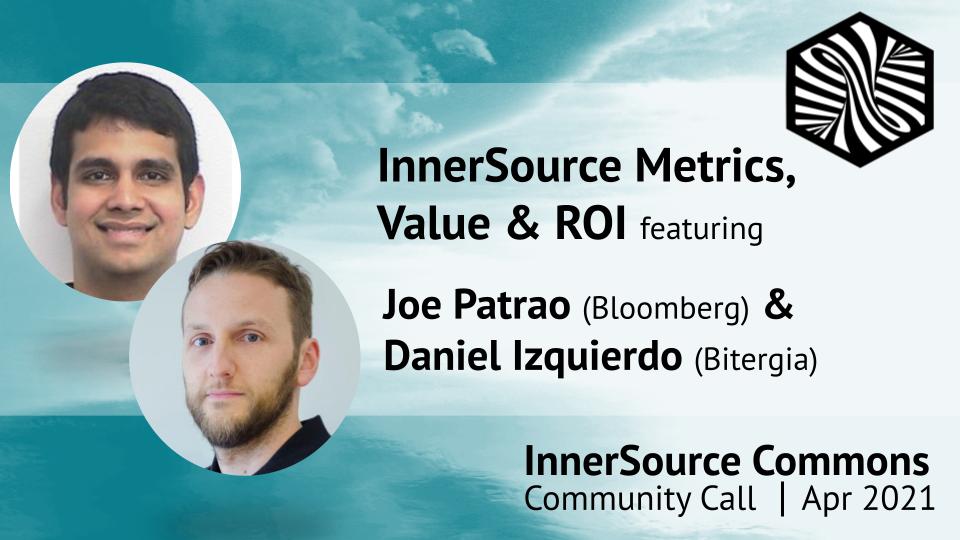 InnerSource Metrics,
Value & ROI featuring
Joe Patrao (Bloomberg) &
Daniel Izquierdo (Bitergia)
InnerSource Commons
Community Call | Apr 2021